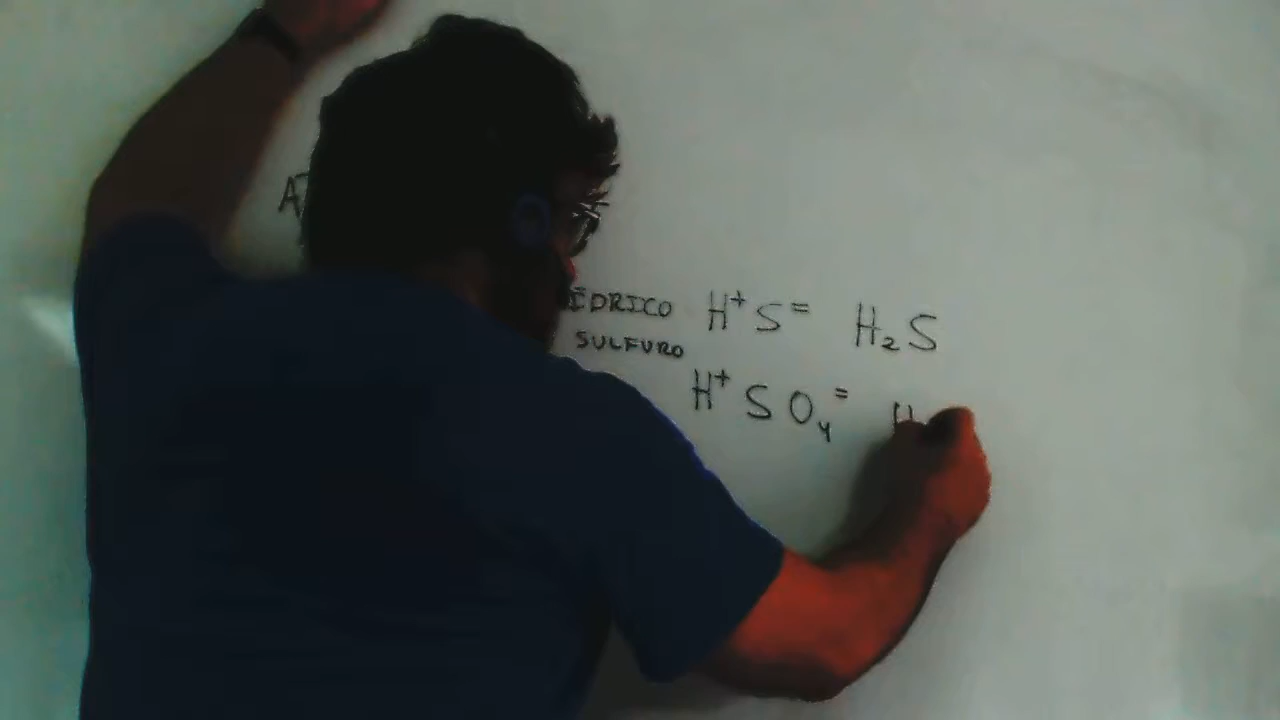 ÍDRICO H⁺ S⁼ H₂S
SULFURO
H⁺ SO₄⁼ H